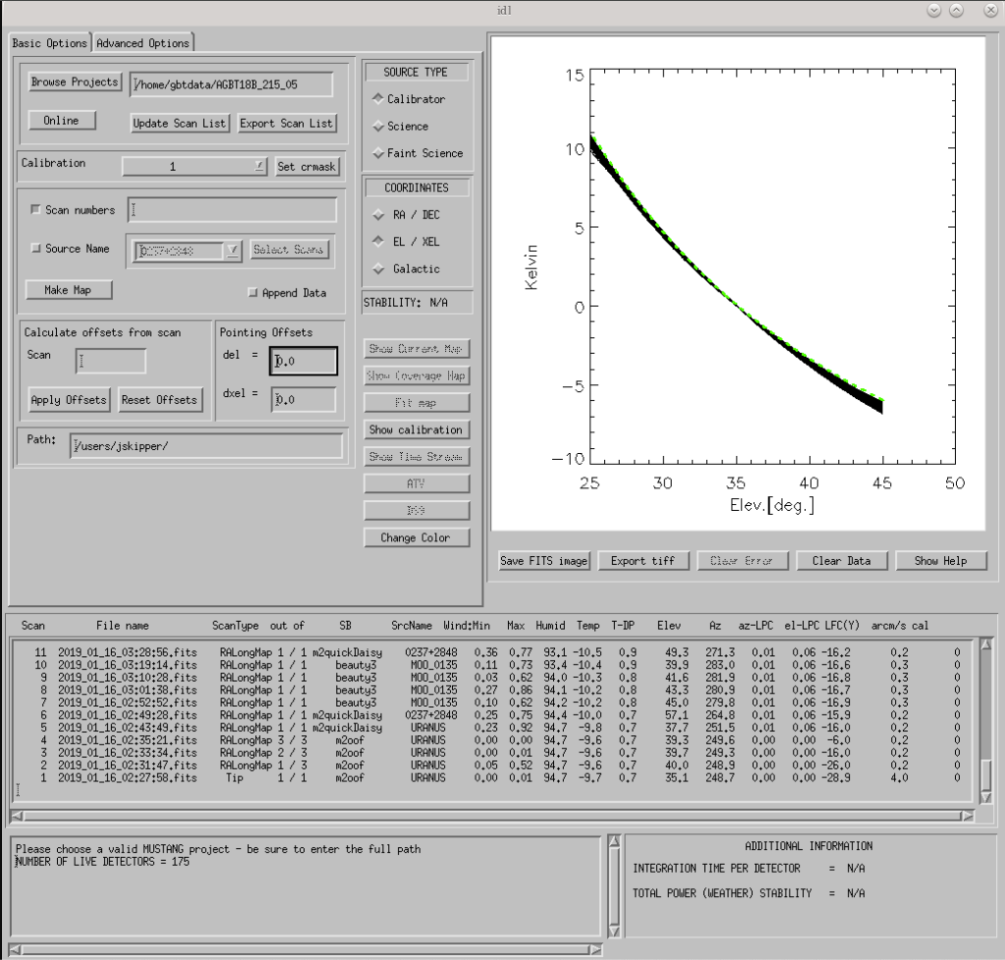 idl
Basic Options Advanced Options
Browse Projects /home/gbtdata/AGBT18B_215_05
Online Update Scan List Export Scan List
Calibration 1 Set crmask
Scan numbers
Source Name 0237+2848 Select Scans
Make Map Append Data
Calculate offsets from scan
Scan
Apply Offsets Reset Offsets
Pointing Offsets
del = 0.0
dxel = 0.0
Path: /users/jskipper/
SOURCE TYPE
Calibrator
Science
Faint Science
COORDINATES
RA / DEC
EL / XEL
Galactic
STABILITY: N/A
Show Current Map
Show Coverage Map
Fit map
Show calibration
Show Time Stream
ATV
DS9
Change Color
15
10
5
0
−5
−10
Kelvin
25 30 35 40 45 50
Elev.[deg.]
Save FITS image Export tiff Clear Error Clear Data Show Help
Scan File name ScanType out of SB SrcName Wind:Min Max Humid Temp T-DP Elev Az az-LPC el-LPC LFC(Y) arcm/s cal
11 2019_01_16_03:28:56.fits RALongMap 1 / 1 m2quickDaisy 0237+2848 0.36 0.77 93.1 -10.5 0.9 49.3 271.3 0.01 0.06 -16.2 0.2 0
10 2019_01_16_03:19:14.fits RALongMap 1 / 1 beauty3 MOO_0135 0.11 0.73 93.4 -10.4 0.9 39.9 283.0 0.01 0.06 -16.6 0.3 0
9 2019_01_16_03:10:28.fits RALongMap 1 / 1 beauty3 MOO_0135 0.03 0.62 94.0 -10.3 0.8 41.6 281.9 0.01 0.06 -16.8 0.3 0
8 2019_01_16_03:01:38.fits RALongMap 1 / 1 beauty3 MOO_0135 0.27 0.86 94.1 -10.2 0.8 43.3 280.9 0.01 0.06 -16.7 0.3 0
7 2019_01_16_02:52:52.fits RALongMap 1 / 1 beauty3 MOO_0135 0.10 0.62 94.2 -10.2 0.8 45.0 279.8 0.01 0.06 -16.9 0.3 0
6 2019_01_16_02:49:28.fits RALongMap 1 / 1 m2quickDaisy 0237+2848 0.25 0.75 94.4 -10.0 0.7 57.1 264.8 0.01 0.06 -15.9 0.2 0
5 2019_01_16_02:43:49.fits RALongMap 1 / 1 m2quickDaisy URANUS 0.23 0.92 94.7 -9.8 0.7 37.7 251.5 0.01 0.06 -16.0 0.2 0
4 2019_01_16_02:35:21.fits RALongMap 3 / 3 m2oof URANUS 0.00 0.00 94.7 -9.6 0.7 39.3 249.6 0.00 0.00 -6.0 0.2 0
3 2019_01_16_02:33:34.fits RALongMap 2 / 3 m2oof URANUS 0.00 0.01 94.7 -9.6 0.7 39.7 249.3 0.00 0.00 -16.0 0.2 0
2 2019_01_16_02:31:47.fits RALongMap 1 / 3 m2oof URANUS 0.05 0.52 94.7 -9.6 0.7 40.0 248.9 0.00 0.00 -26.0 0.2 0
1 2019_01_16_02:27:58.fits Tip 1 / 1 m2oof URANUS 0.00 0.01 94.7 -9.7 0.7 35.1 248.7 0.00 0.00 -28.9 4.0 0
Please choose a valid MUSTANG project - be sure to enter the full path
NUMBER OF LIVE DETECTORS = 175
ADDITIONAL INFORMATION
INTEGRATION TIME PER DETECTOR = N/A
TOTAL POWER (WEATHER) STABILITY = N/A